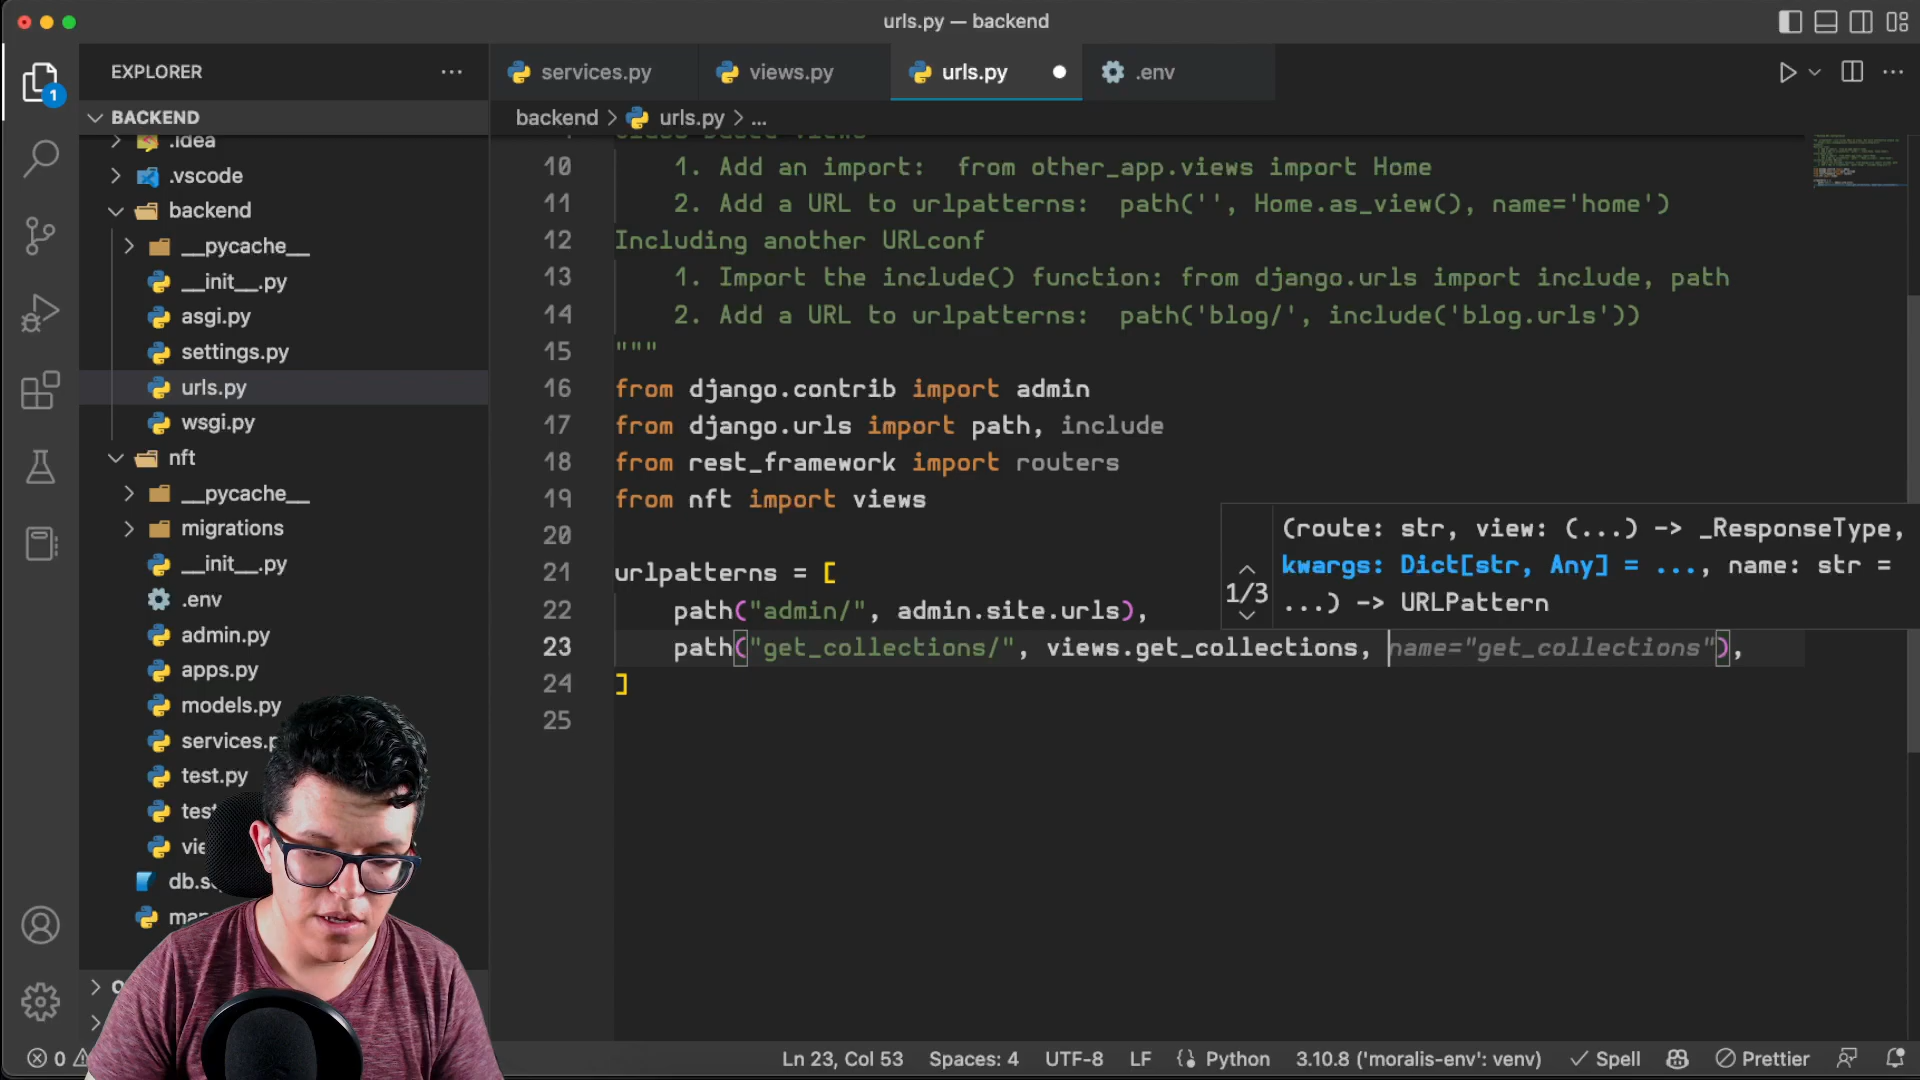 urls.py — backend
EXPLORER
BACKEND
.idea
.vscode
backend
__pycache__
__init__.py
asgi.py
settings.py
urls.py
wsgi.py
nft
__pycache__
migrations
__init__.py
.env
admin.py
apps.py
models.py
services.p
test.py
1
services.py
views.py
urls.py
.env
backend > urls.py > ...
10 1. Add an import:  from other_app.views import Home
11 2. Add a URL to urlpatterns:  path('', Home.as_view(), name='home')
12 Including another URLconf
13 1. Import the include() function: from django.urls import include, path
14 2. Add a URL to urlpatterns:  path('blog/', include('blog.urls'))
15 """
16 from django.contrib import admin
17 from django.urls import path, include
18 from rest_framework import routers
19 from nft import views
20
21 urlpatterns = [
22 path("admin/", admin.site.urls),
23 path("get_collections/", views.get_collections, name="get_collections"),
24 ]
25
(route: str, view: (...) -> _ResponseType,
kwargs: Dict[str, Any] = ..., name: str =
...) -> URLPattern
1/3
0
Ln 23, Col 53
Spaces: 4
UTF-8
LF
Python
3.10.8 ('moralis-env': venv)
Spell
Prettier